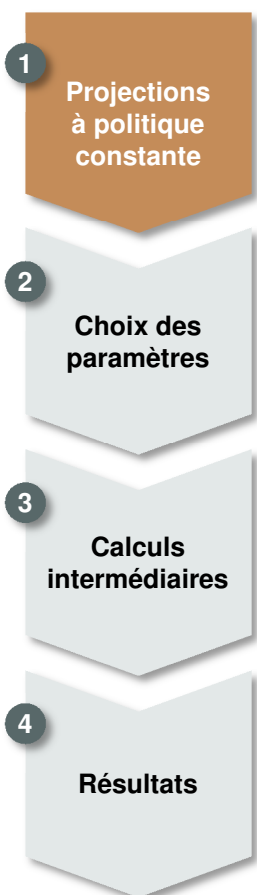 1
Projections
à politique
constante
2
Choix des
paramètres
3
Calculs
intermédiaires
4
Résultats